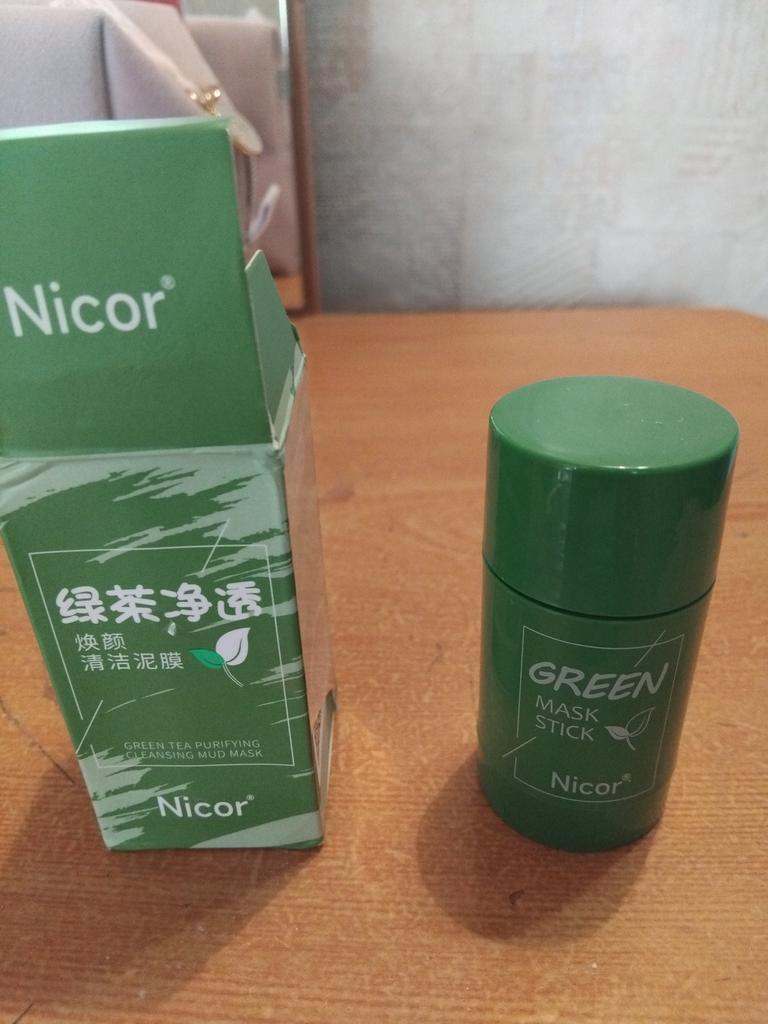 Nicor®
绿茶净透
焕颜
清洁泥膜
GREEN TEA PURIFYING
CLEANSING MUD MASK
Nicor®
GREEN
MASK
STICK
Nicor®